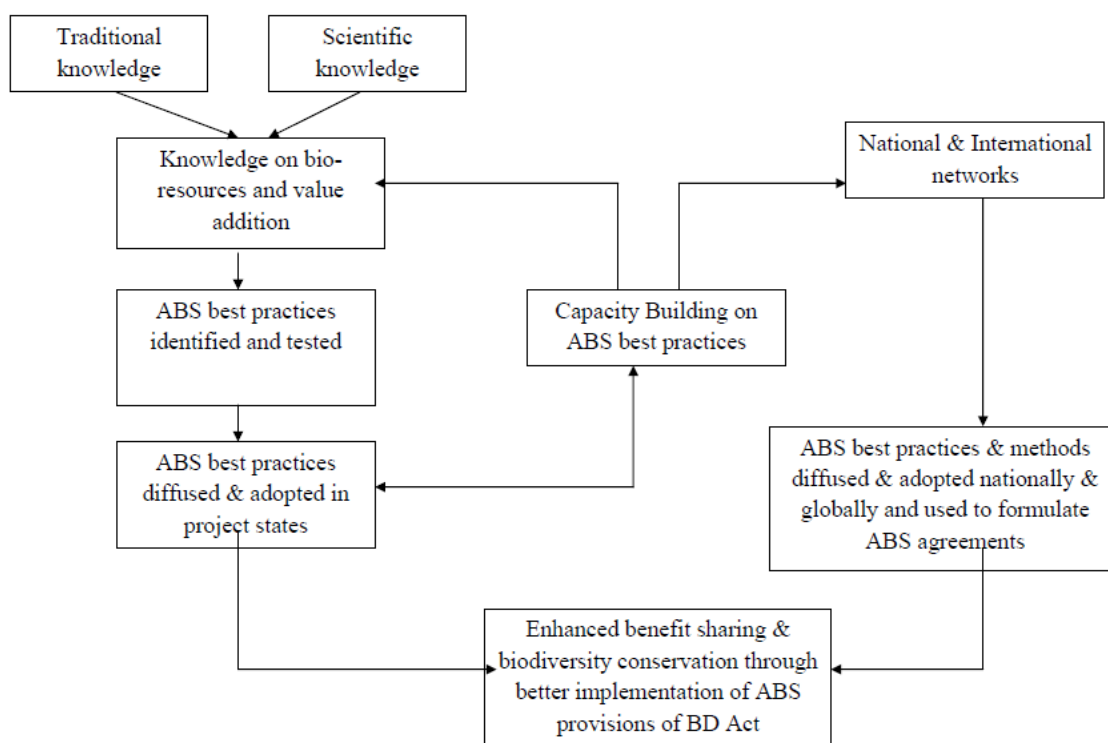 Traditional
knowledge
Scientific
knowledge
Knowledge on bio-
resources and value
addition
National & International
networks
ABS best practices
identified and tested
Capacity Building on
ABS best practices
ABS best practices
diffused & adopted in
project states
ABS best practices & methods
diffused & adopted nationally &
globally and used to formulate
ABS agreements
Enhanced benefit sharing &
biodiversity conservation through
better implementation of ABS
provisions of BD Act